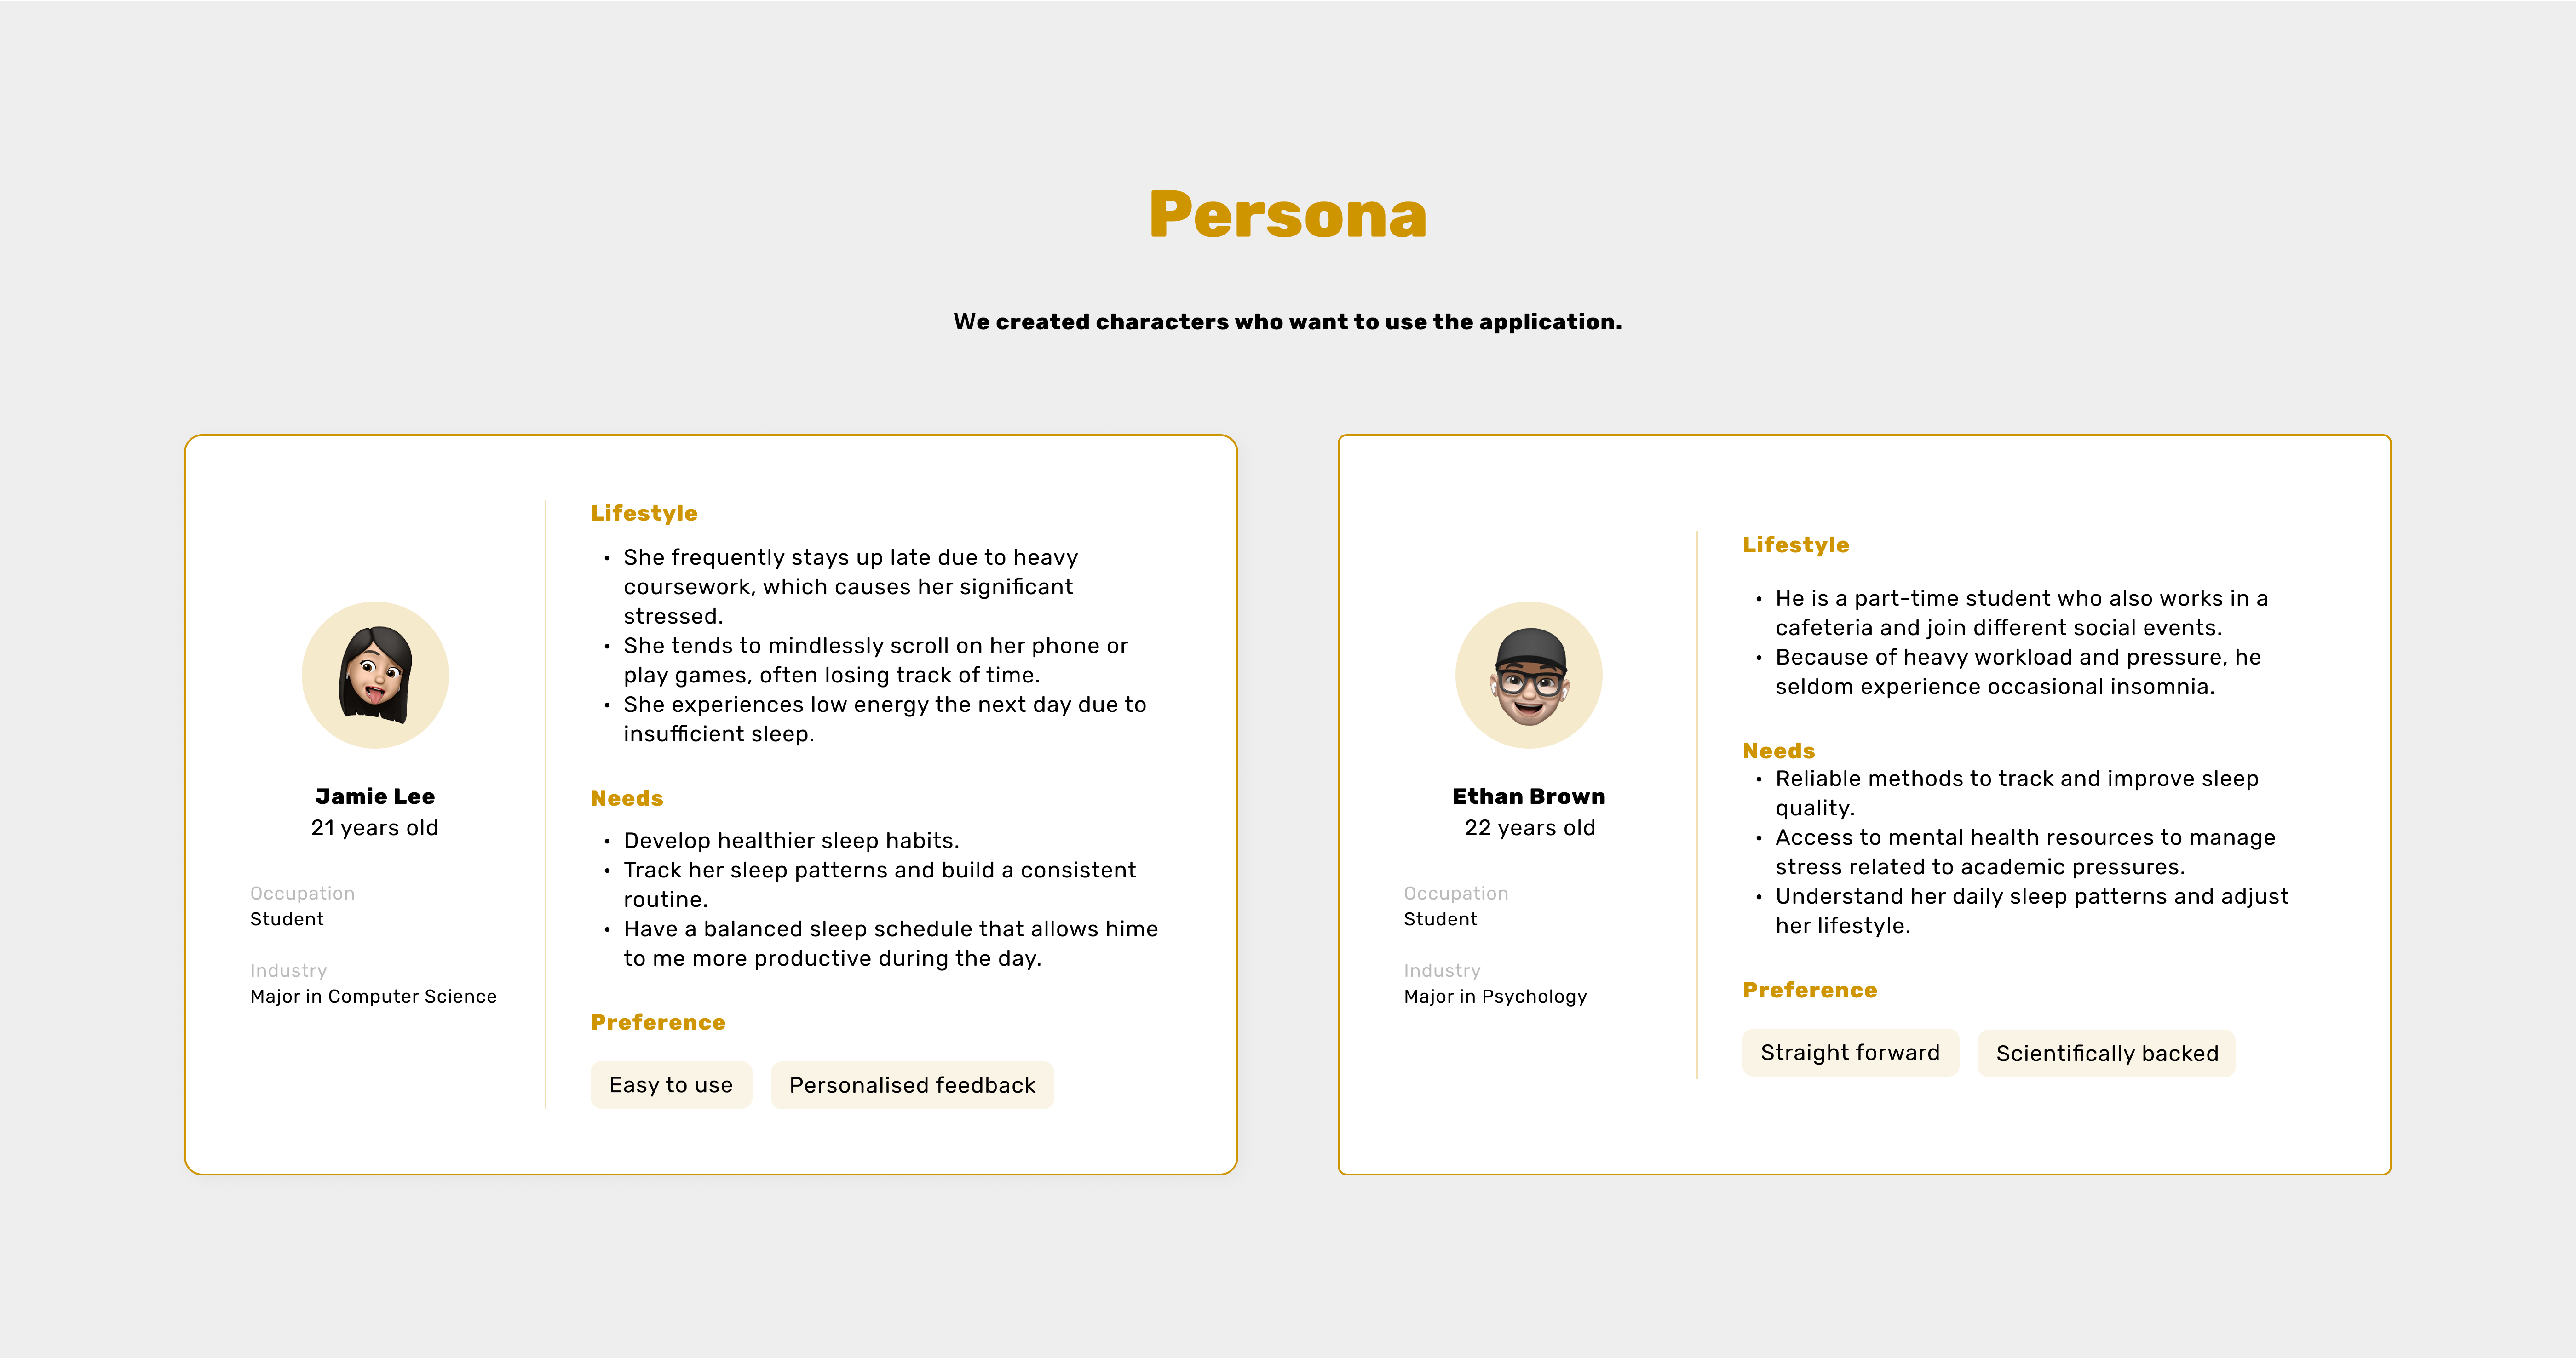 Persona
We created characters who want to use the application.
Jamie Lee
21 years old
Occupation
Student
Industry
Major in Computer Science
Lifestyle
• She frequently stays up late due to heavy
coursework, which causes her significant
stressed.
• She tends to mindlessly scroll on her phone or
play games, often losing track of time.
• She experiences low energy the next day due to
insufficient sleep.
Needs
• Develop healthier sleep habits.
• Track her sleep patterns and build a consistent
routine.
• Have a balanced sleep schedule that allows hime
to me more productive during the day.
Preference
Easy to use
Personalised feedback
Ethan Brown
22 years old
Occupation
Student
Industry
Major in Psychology
Lifestyle
• He is a part-time student who also works in a
cafeteria and join different social events.
• Because of heavy workload and pressure, he
seldom experience occasional insomnia.
Needs
• Reliable methods to track and improve sleep
quality.
• Access to mental health resources to manage
stress related to academic pressures.
• Understand her daily sleep patterns and adjust
her lifestyle.
Preference
Straight forward
Scientifically backed